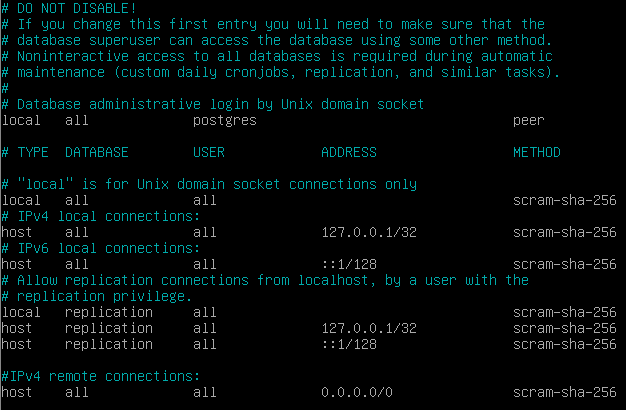 # DO NOT DISABLE!
# If you change this first entry you will need to make sure that the
# database superuser can access the database using some other method.
# Noninteractive access to all databases is required during automatic
# maintenance (custom daily cronjobs, replication, and similar tasks).
#
# Database administrative login by Unix domain socket
local   all             postgres                                peer

# TYPE  DATABASE        USER            ADDRESS                 METHOD

# "local" is for Unix domain socket connections only
local   all             all                                     scram-sha-256
# IPv4 local connections:
host    all             all             127.0.0.1/32            scram-sha-256
# IPv6 local connections:
host    all             all             ::1/128                 scram-sha-256
# Allow replication connections from localhost, by a user with the
# replication privilege.
local   replication     all                                     scram-sha-256
host    replication     all             127.0.0.1/32            scram-sha-256
host    replication     all             ::1/128                 scram-sha-256

#IPv4 remote connections:
host    all             all             0.0.0.0/0               scram-sha-256